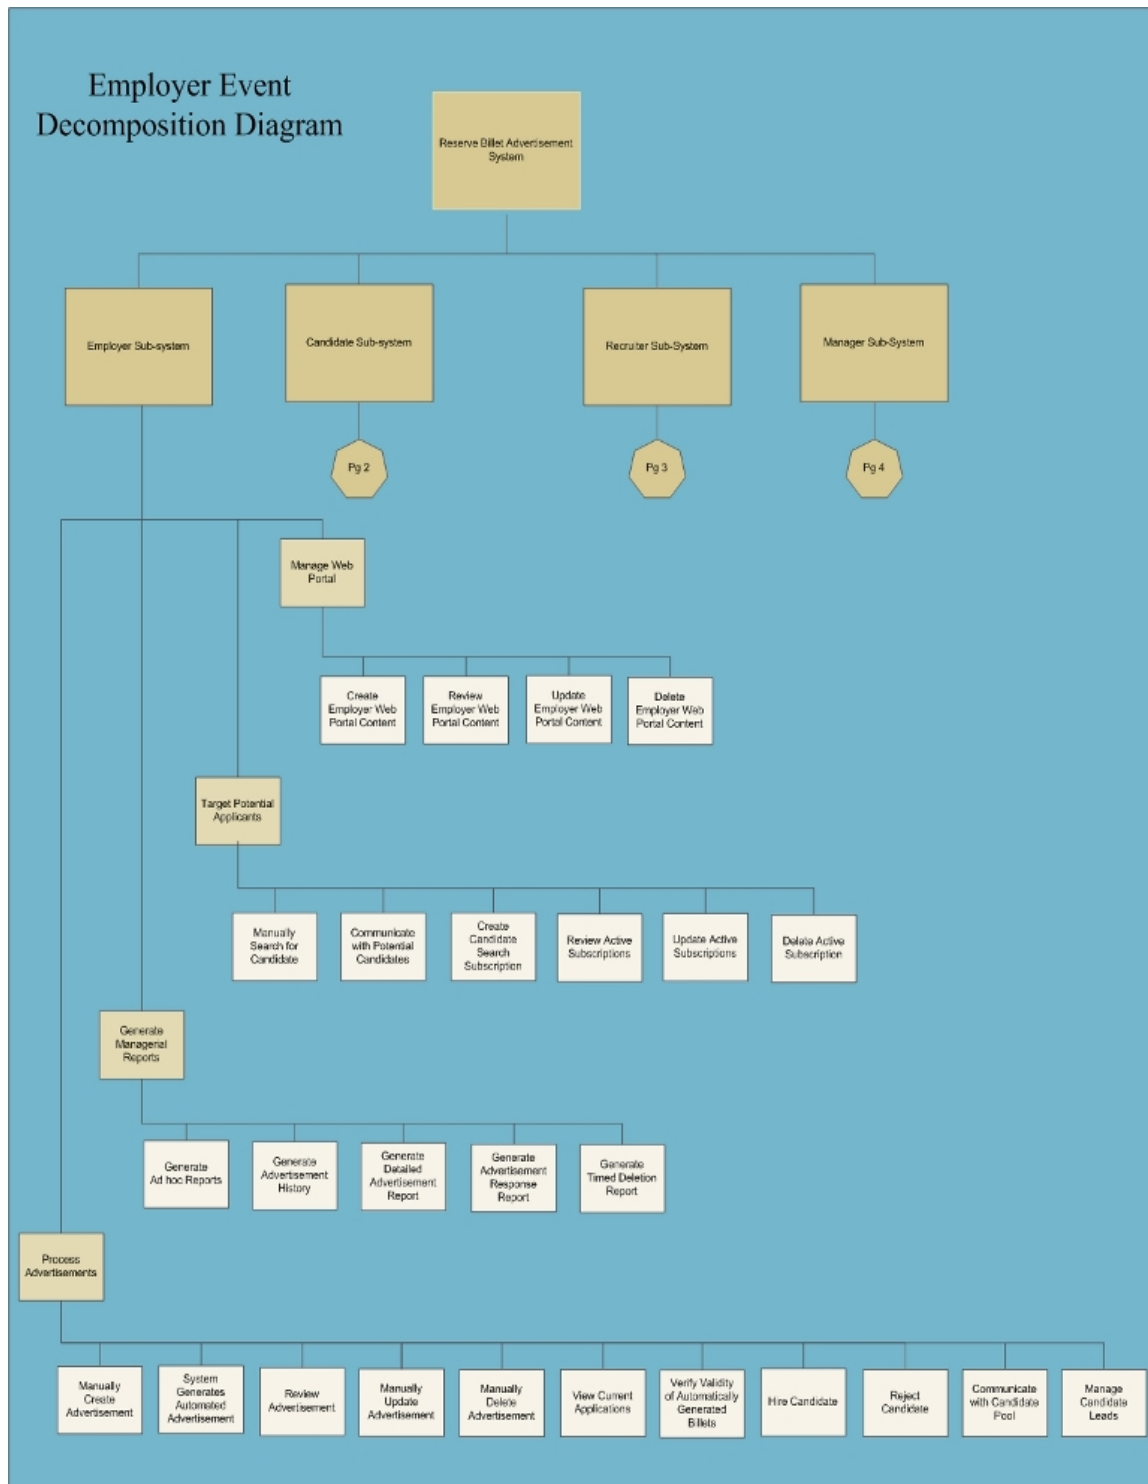 Employer Event
Decomposition Diagram
Reserve Billet Advertisement
System
Employer Sub-system
Candidate Sub-system
Recruiter Sub-System
Manager Sub-System
Pg 2
Pg 3
Pg 4
Manage Web
Portal
Create
Employer Web
Portal Content
Review
Employer Web
Portal Content
Update
Employer Web
Portal Content
Delete
Employer Web
Portal Content
Target Potential
Applicants
Manually
Search for
Candidate
Communicate
with Potential
Candidates
Create
Candidate
Search
Subscription
Review Active
Subscriptions
Update Active
Subscriptions
Delete Active
Subscription
Generate
Managerial
Reports
Generate
Ad hoc Reports
Generate
Advertisement
History
Generate
Detailed
Advertisement
Report
Generate
Advertisement
Response
Report
Generate
Timed Deletion
Report
Process
Advertisements
Manually
Create
Advertisement
System
Generates
Automated
Advertisement
Review
Advertisement
Manually
Update
Advertisement
Manually
Delete
Advertisement
View Current
Applications
Verify Validity
of Automatically
Generated
Billets
Hire Candidate
Reject
Candidate
Communicate
with Candidate
Pool
Manage
Candidate
Leads